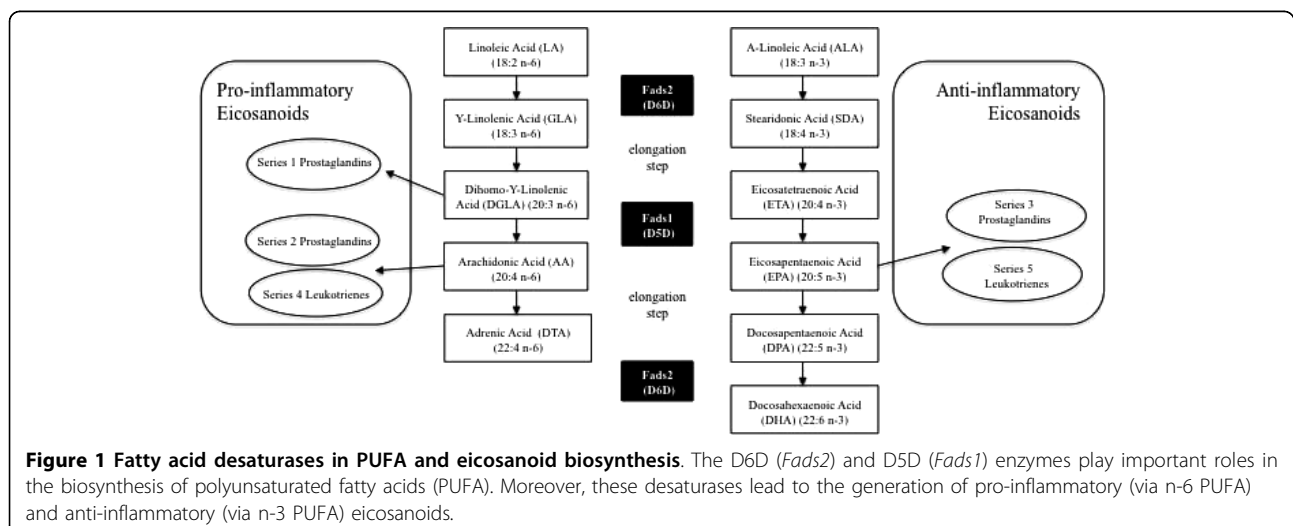 Pro-inflammatory
Eicosanoids
Series 1 Prostaglandins
Series 2 Prostaglandins
Series 4 Leukotrienes
Linoleic Acid (LA)
(18:2 n-6)
Y-Linolenic Acid (GLA)
(18:3 n-6)
Dihomo-Y-Linolenic
Acid (DGLA) (20:3 n-6)
Arachidonic Acid (AA)
(20:4 n-6)
Adrenic Acid (DTA)
(22:4 n-6)
Fads2
(D6D)
elongation
step
Fads1
(D5D)
elongation
step
Fads2
(D6D)
A-Linoleic Acid (ALA)
(18:3 n-3)
Stearidonic Acid (SDA)
(18:4 n-3)
Eicosatetraenoic Acid
(ETA) (20:4 n-3)
Eicosapentaenoic Acid
(EPA) (20:5 n-3)
Docosapentaenoic Acid
(DPA) (22:5 n-3)
Docosahexaenoic Acid
(DHA) (22:6 n-3)
Anti-inflammatory
Eicosanoids
Series 3
Prostaglandins
Series 5
Leukotrienes
Figure 1 Fatty acid desaturases in PUFA and eicosanoid biosynthesis. The D6D (Fads2) and D5D (Fads1) enzymes play important roles in
the biosynthesis of polyunsaturated fatty acids (PUFA). Moreover, these desaturases lead to the generation of pro-inflammatory (via n-6 PUFA)
and anti-inflammatory (via n-3 PUFA) eicosanoids.